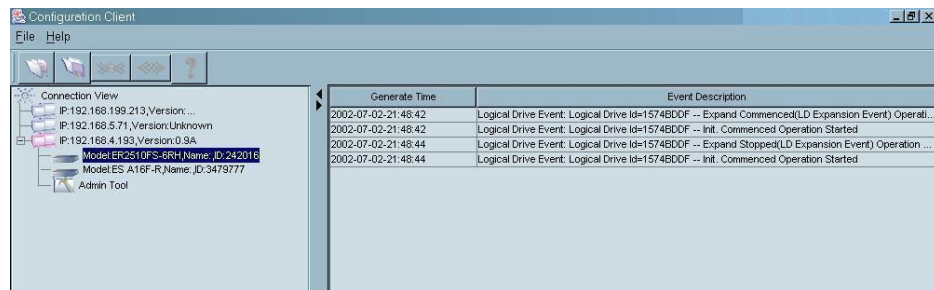 Configuration Client
File Help
Connection View
IP:192.168.199.213,Version:...
IP:192.168.5.71,Version:Unknown
IP:192.168.4.193,Version:0.9A
Model:ER2510FS-6RH,Name: ,ID:242016
Model:ES A16F-R,Name: ,ID:3479777
Admin Tool
Generate Time Event Description
2002-07-02-21:48:42 Logical Drive Event: Logical Drive Id=1574BDDF -- Expand Commenced(LD Expansion Event) Operati...
2002-07-02-21:48:42 Logical Drive Event: Logical Drive Id=1574BDDF -- Init. Commenced Operation Started
2002-07-02-21:48:44 Logical Drive Event: Logical Drive Id=1574BDDF -- Expand Stopped(LD Expansion Event) Operation ...
2002-07-02-21:48:44 Logical Drive Event: Logical Drive Id=1574BDDF -- Init. Commenced Operation Started